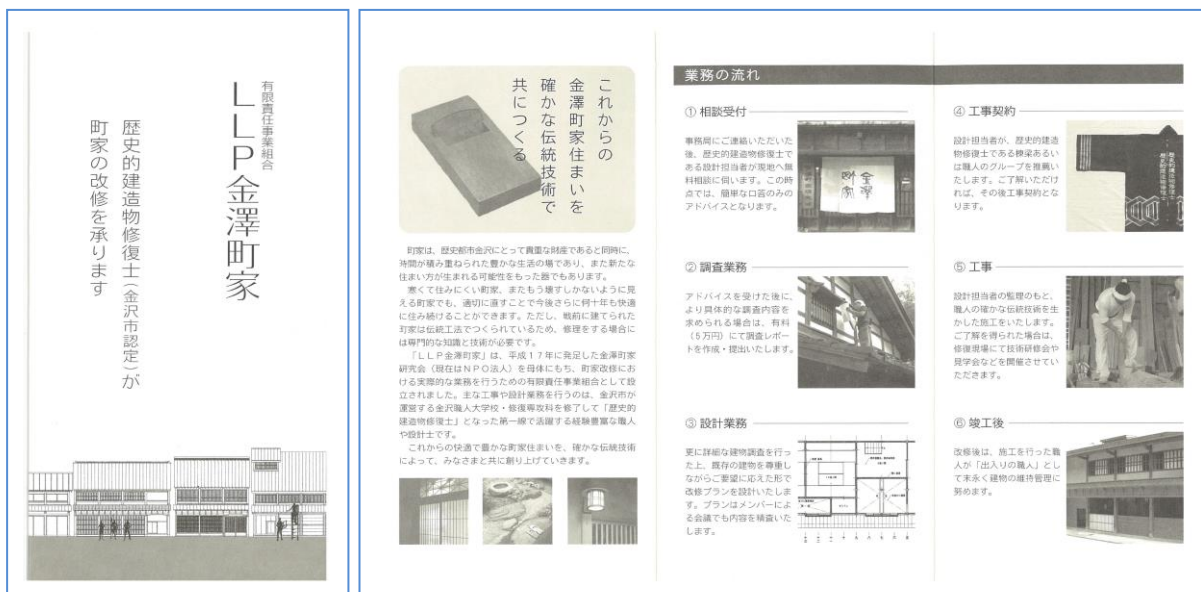 有限責任事業組合
LLP金澤町家
歴史的建造物修復士(金沢市認定)が
町家の改修を承ります
これからの
金澤町家住まいを
確かな伝統技術で
共につくる
町家は、歴史都市金沢にとって貴重な財産であると同時に、
時間が積み重ねられた豊かな生活の場であり、また新たな
住まい方が生まれる可能性をもった器でもあります。
寒くて住みにくい町家、またもう壊すしかないように見
える町家でも、適切に直すことで今後さらに何十年も快適
に住み続けることができます。ただし、戦前に建てられた
町家は伝統工法でつくられているため、修理をする場合に
は専門的な知識と技術が必要です。
「LLP金澤町家」は、平成17年に発足した金澤町家
研究会(現在はNPO法人)を母体にもち、町家改修にお
ける実際的な業務を行うための有限責任事業組合として設
立されました。主な工事や設計業務を行うのは、金沢市が
運営する金沢職人大学校・修復専攻科を修了して「歴史的
建造物修復士」となった第一線で活躍する経験豊富な職人
や設計士です。
これからの快適で豊かな町家住まいを、確かな伝統技術
によって、みなさまと共に創り上げていきます。
業務の流れ
① 相談受付
事務局にご連絡いただいた
後、歴史的建造物修復士で
ある設計担当者が現地へ無
料相談に伺います。この時
点では、簡単な口答のみの
アドバイスとなります。
金澤
町家
② 調査業務
アドバイスを受けた後に、
より具体的な調査内容を
求められる場合は、有料
(5万円)にて調査レポー
トを作成・提出いたします。
③ 設計業務
更に詳細な建物調査を行っ
た上、既存の建物を尊重し
ながらご要望に応えた形で
改修プランを設計いたしま
す。プランはメンバーによ
る会議でも内容を精査いた
します。
④ 工事契約
設計担当者が、歴史的建造
物修復士である棟梁あるい
は職人のグループを推薦い
たします。ご了解いただけ
れば、その後工事契約とな
ります。
⑤ 工事
設計担当者の監理のもと、
職人の確かな伝統技術を生
かした施工をいたします。
ご了解を得られた場合は、
修復現場にて技術研修会や
見学会などを開催させてい
ただきます。
⑥ 竣工後
改修後は、施工を行った職
人が「出入りの職人」とし
て末永く建物の維持管理に
努めます。